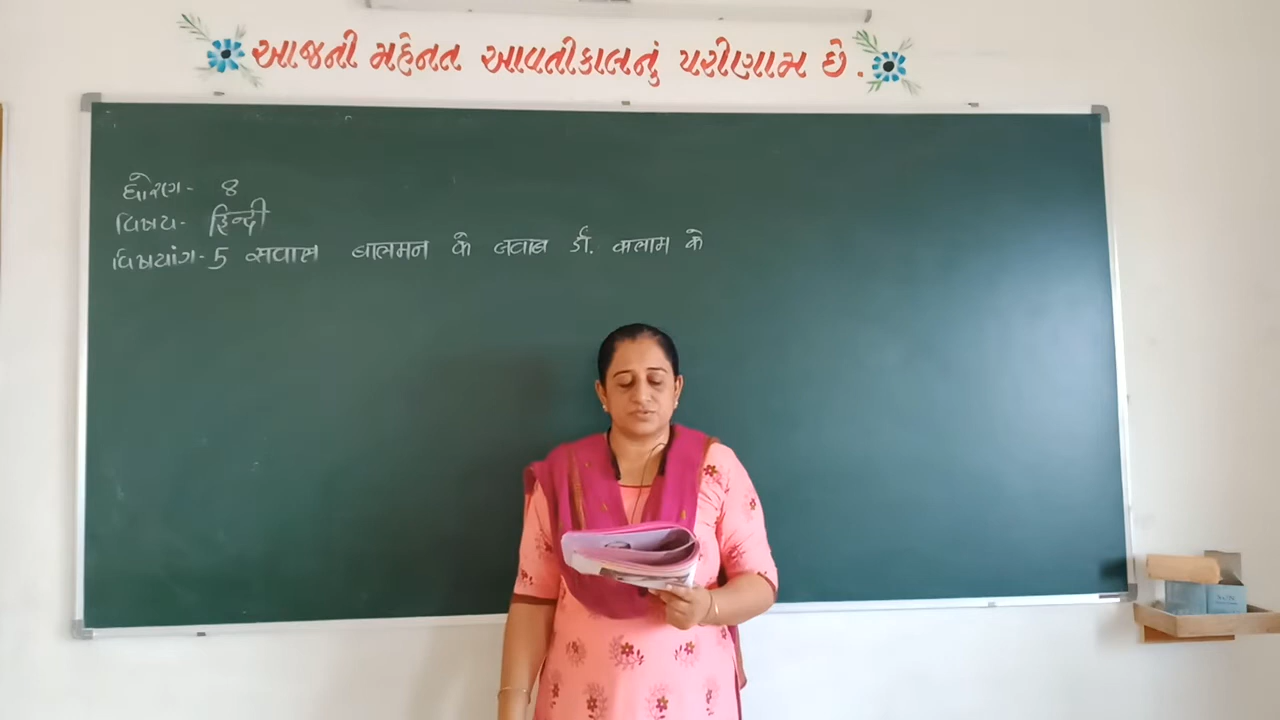 આજની મહેનત આવતીકાલનું પરીણામ છે.
ધોરણ- 8
વિષય- हिन्दी
વિષયાંગ- 5 सवाल बालमन के जवाब डॉ. कलाम के